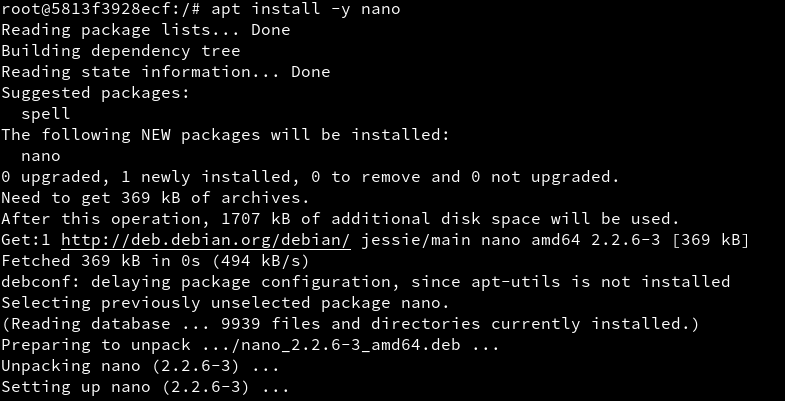 root@5813f3928ecf:/# apt install -y nano
Reading package lists... Done
Building dependency tree
Reading state information... Done
Suggested packages:
  spell
The following NEW packages will be installed:
  nano
0 upgraded, 1 newly installed, 0 to remove and 0 not upgraded.
Need to get 369 kB of archives.
After this operation, 1707 kB of additional disk space will be used.
Get:1 http://deb.debian.org/debian/ jessie/main nano amd64 2.2.6-3 [369 kB]
Fetched 369 kB in 0s (494 kB/s)
debconf: delaying package configuration, since apt-utils is not installed
Selecting previously unselected package nano.
(Reading database ... 9939 files and directories currently installed.)
Preparing to unpack .../nano_2.2.6-3_amd64.deb ...
Unpacking nano (2.2.6-3) ...
Setting up nano (2.2.6-3) ...